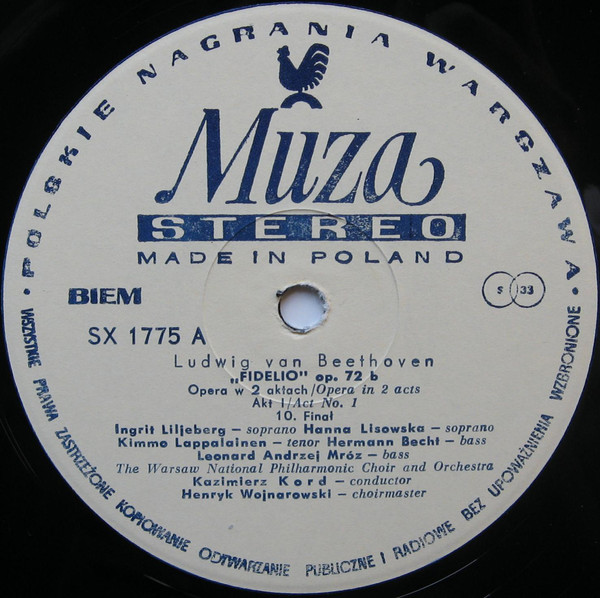 • POLSKIE NAGRANIA WARSZAWA •
Muza
STEREO
MADE IN POLAND
BIEM
S 33
SX 1775 A
Ludwig van Beethoven
„FIDELIO" op. 72 b
Opera w 2 aktach/Opera in 2 acts
Akt I/Act No. 1
10. Finał
Ingrit Liljeberg — soprano Hanna Lisowska — soprano
Kimmo Lappalainen — tenor Hermann Becht — bass
Leonard Andrzej Mróz — bass
The Warsaw National Philharmonic Choir and Orchestra
Kazimierz Kord — conductor
Henryk Wojnarowski — choirmaster
WSZYSTKIE PRAWA ZASTRZEŻONE KOPIOWANIE ODTWARZANIE PUBLICZNE I RADIOWE BEZ UPOWAŻNIENIA WZBRONIONE